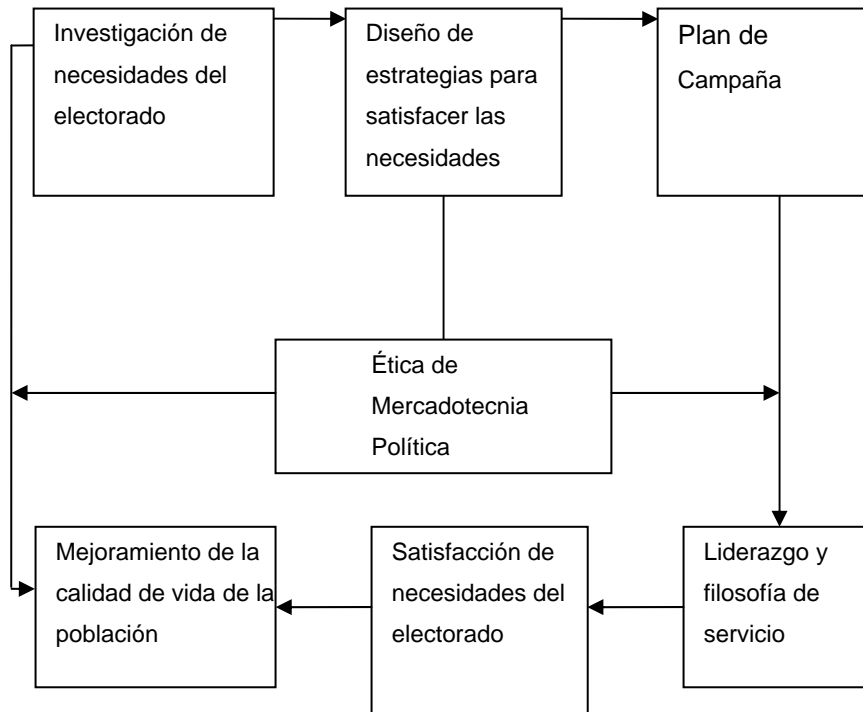 Investigación de
necesidades del
electorado
Diseño de
estrategias para
satisfacer las
necesidades
Plan de
Campaña
Ética de
Mercadotecnia
Política
Mejoramiento de la
calidad de vida de la
población
Satisfacción de
necesidades del
electorado
Liderazgo y
filosofía de
servicio